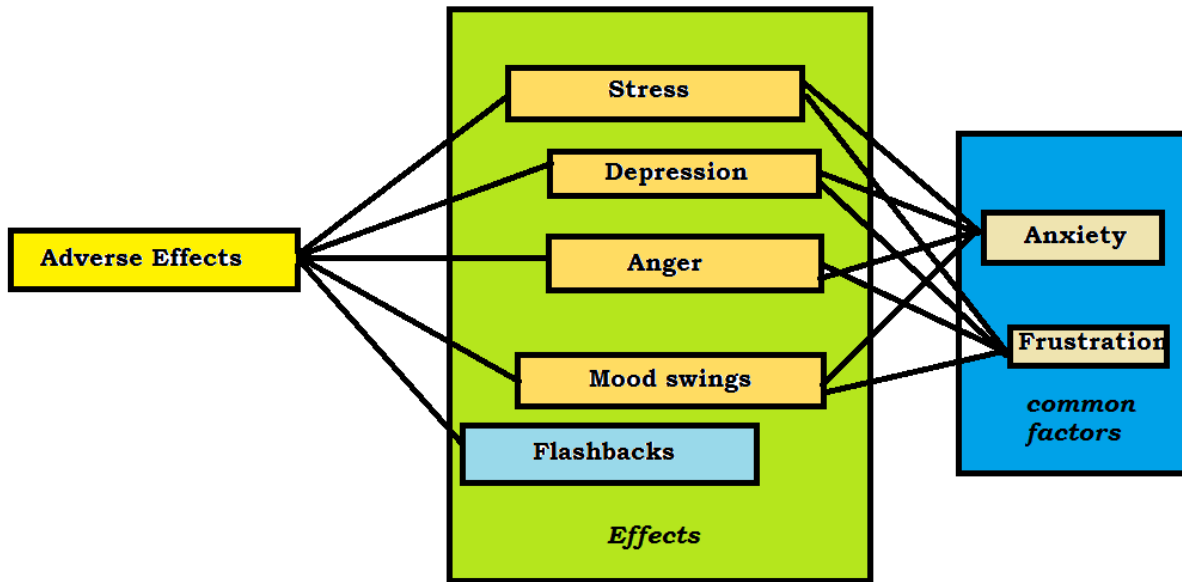 Stress
Depression
Adverse Effects
Anger
Mood swings
Flashbacks
Effects
Anxiety
Frustration
common
factors